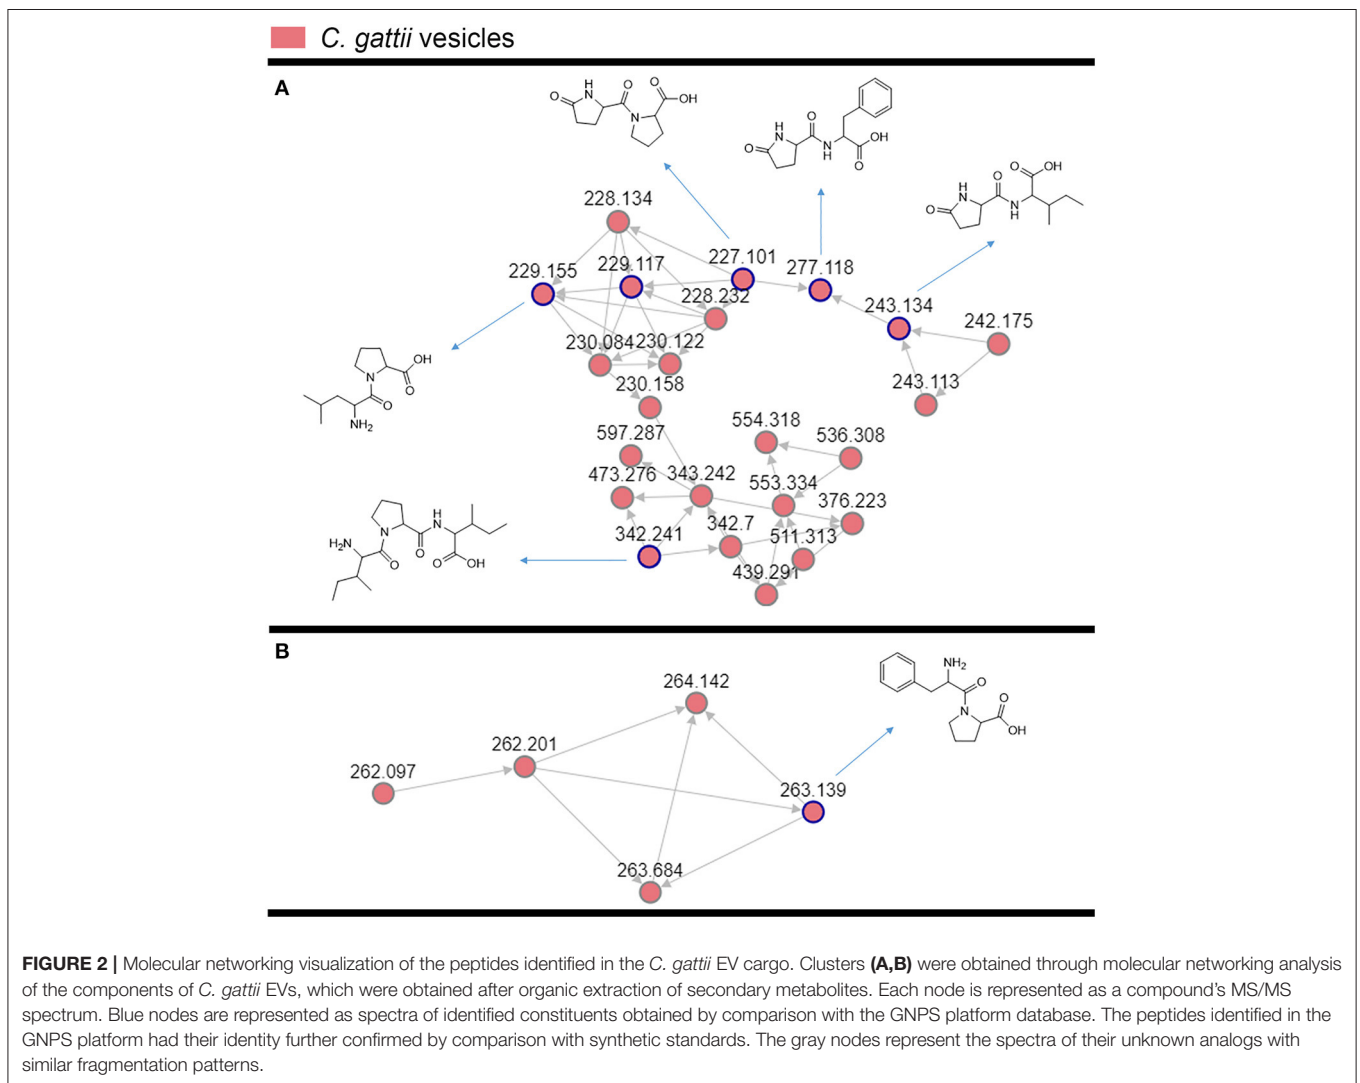 C. gattii vesicles
A
O
H
N
O
N
O
OH
O
H
N
O
N
H
OH
O
O
H
N
O
N
H
O
OH
228.134
227.101
277.118
229.155
229.117
228.232
243.134
242.175
230.084
230.122
243.113
230.158
N
OH
O
O
NH2
554.318
536.308
597.287
473.276
343.242
553.334
376.223
342.241
342.7
511.313
439.291
H2N
N
O
O
H
N
O
OH
B
264.142
262.201
262.097
263.139
263.684
NH2
O
N
O
OH
FIGURE 2 | Molecular networking visualization of the peptides identified in the C. gattii EV cargo. Clusters (A,B) were obtained through molecular networking analysis
of the components of C. gattii EVs, which were obtained after organic extraction of secondary metabolites. Each node is represented as a compound's MS/MS
spectrum. Blue nodes are represented as spectra of identified constituents obtained by comparison with the GNPS platform database. The peptides identified in the
GNPS platform had their identity further confirmed by comparison with synthetic standards. The gray nodes represent the spectra of their unknown analogs with
similar fragmentation patterns.